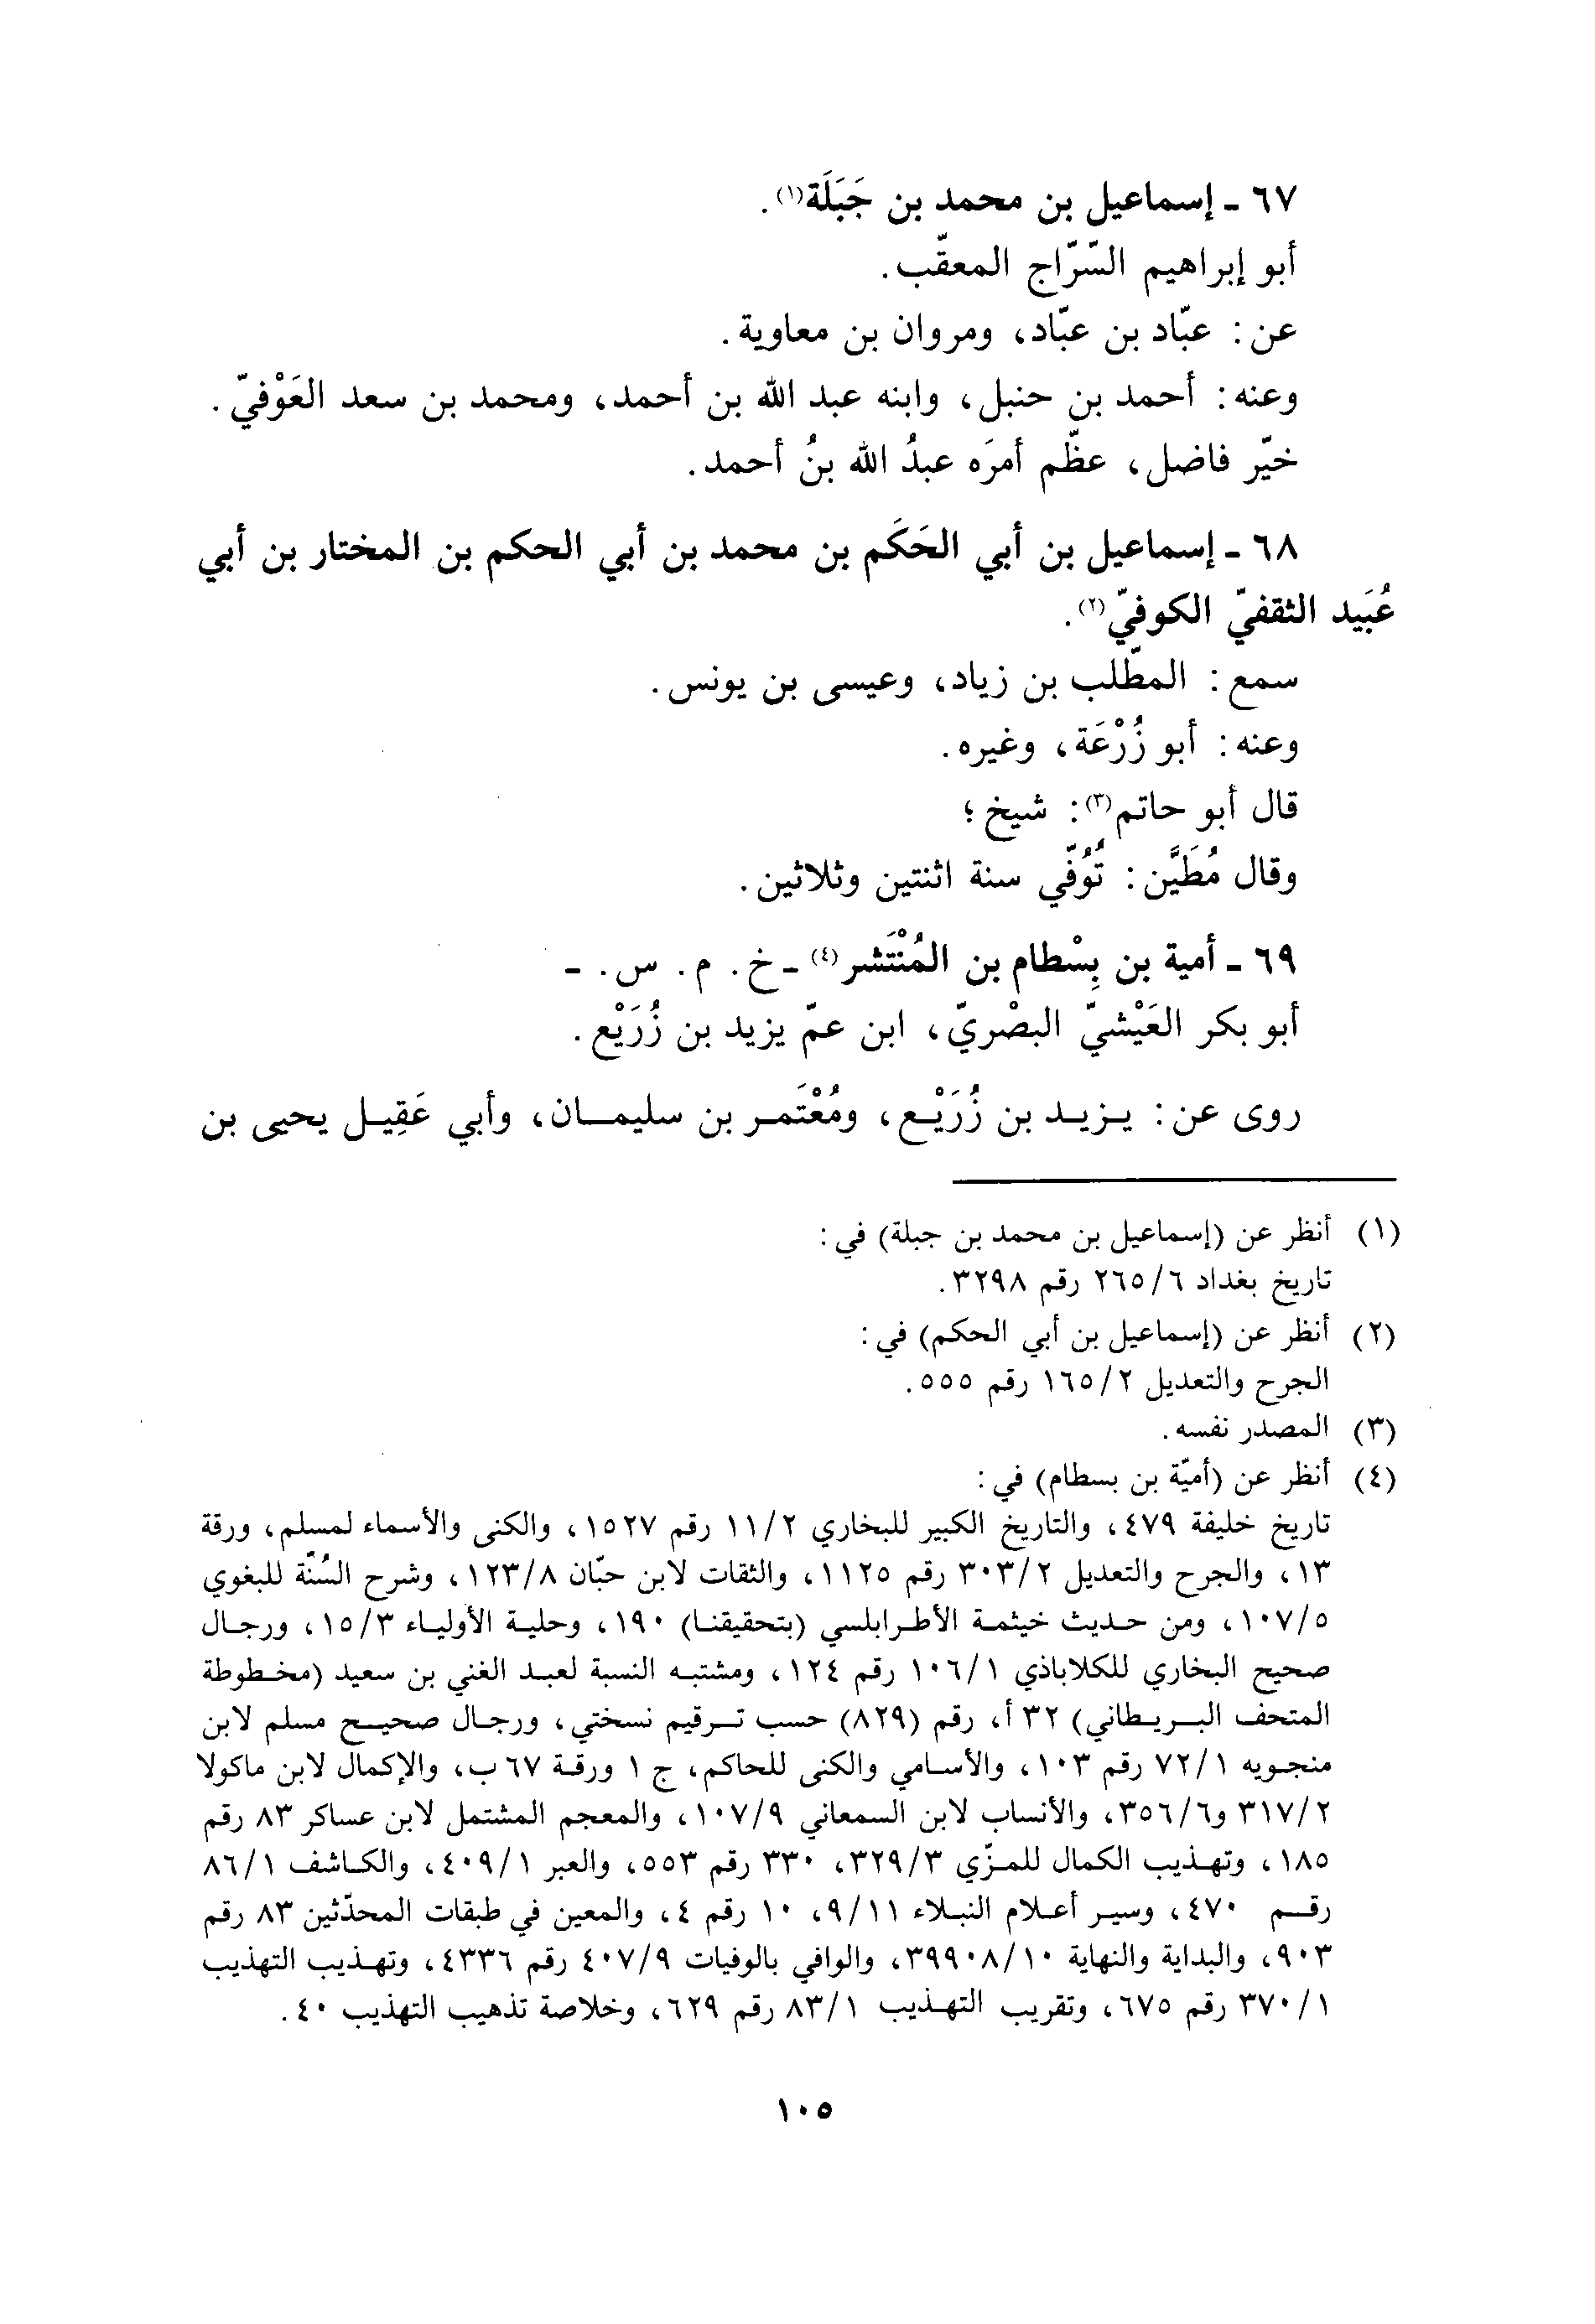 ٦٧ - إسماعيل بن محمد بن جَبَلَة(١).
أبو إبراهيم السّرّاج المعقّب.
عن: عبّاد بن عبّاد، ومروان بن معاوية.
وعنه: أحمد بن حنبل، وابنه عبد الله بن أحمد، ومحمد بن سعد العَوْفيّ.
خيّر فاضل، عظّم أمرَه عبدُ الله بنُ أحمد.
٦٨ - إسماعيل بن أبي الحَكَم بن محمد بن أبي الحكم بن المختار بن أبي
عُبَيد الثقفيّ الكوفيّ(٢).
سمع: المطّلب بن زياد، وعيسى بن يونس.
وعنه: أبو زُرْعَة، وغيره.
قال أبو حاتم(٣): شيخ؛
وقال مُطَيَّن: تُوُفّي سنة اثنتين وثلاثين.
٦٩ - أمية بن بِسْطام بن المُنْتَشر(٤) - خ. م. س. -
أبو بكر العَيْشيّ البصْريّ، ابن عمّ يزيد بن زُرَيْع.
روى عن: يزيد بن زُرَيْع، ومُعْتَمر بن سليمان، وأبي عَقِيل يحيى بن
(١) أنظر عن (إسماعيل بن محمد بن جبلة) في:
تاريخ بغداد ٢٦٥/٦ رقم ٣٢٩٨.
(٢) أنظر عن (إسماعيل بن أبي الحكم) في:
الجرح والتعديل ١٦٥/٢ رقم ٥٥٥.
(٣) المصدر نفسه.
(٤) أنظر عن (أميّة بن بسطام) في:
تاريخ خليفة ٤٧٩، والتاريخ الكبير للبخاري ١١/٢ رقم ١٥٢٧، والكنى والأسماء لمسلم، ورقة
١٣، والجرح والتعديل ٣٠٣/٢ رقم ١١٢٥، والثقات لابن حبّان ١٢٣/٨، وشرح السُنّة للبغوي
١٠٧/٥، ومن حديث خيثمة الأطرابلسي (بتحقيقنا) ١٩٠، وحلية الأولياء ١٥/٣، ورجال
صحيح البخاري للكلاباذي ١٠٦/١ رقم ١٢٤، ومشتبه النسبة لعبد الغني بن سعيد (مخطوطة
المتحف البريطاني) ٣٢ أ، رقم (٨٢٩) حسب ترقيم نسختي، ورجال صحيح مسلم لابن
منجويه ٧٢/١ رقم ١٠٣، والأسامي والكنى للحاكم، ج ١ ورقة ٦٧ ب، والإكمال لابن ماكولا
٣١٧/٢ و٣٥٦/٦، والأنساب لابن السمعاني ١٠٧/٩، والمعجم المشتمل لابن عساكر ٨٣ رقم
١٨٥، وتهذيب الكمال للمزّي ٣٢٩/٣، ٣٣٠ رقم ٥٥٣، والعبر ٤٠٩/١، والكاشف ٨٦/١
رقم ٤٧٠، وسير أعلام النبلاء ٩/١١، ١٠ رقم ٤، والمعين في طبقات المحدّثين ٨٣ رقم
٩٠٣، والبداية والنهاية ٣٩٩٠٨/١٠، والوافي بالوفيات ٤٠٧/٩ رقم ٤٣٣٦، وتهذيب التهذيب
٣٧٠/١ رقم ٦٧٥، وتقريب التهذيب ٨٣/١ رقم ٦٢٩، وخلاصة تذهيب التهذيب ٤٠.
١٠٥